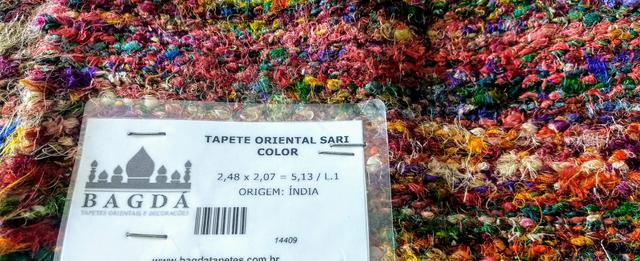 TAPETE ORIENTAL SARI
COLOR
2,48 x 2,07 = 5,13 / L.1
ORIGEM: ÍNDIA
BAGDÁ
TAPETES ORIENTAIS E DECORAÇÕES
14409
www.bagdatapetes.com.br